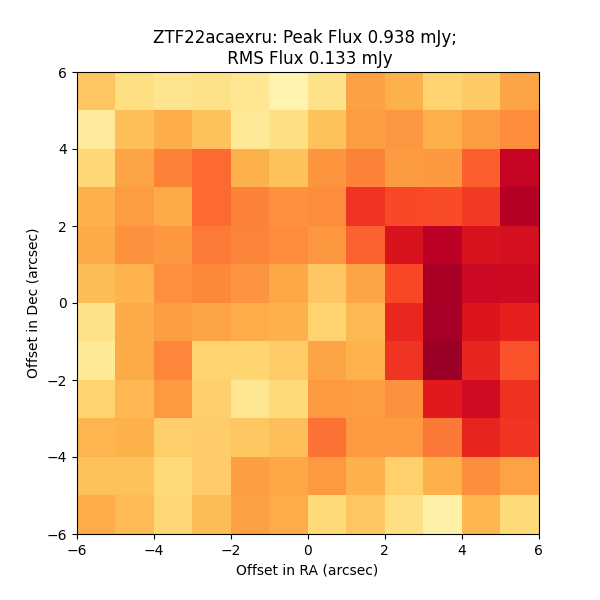 ZTF22acaexru: Peak Flux 0.938 mJy;
RMS Flux 0.133 mJy
6
4
2
0
−2
−4
−6
Offset in Dec (arcsec)
−6 −4 −2 0 2 4 6
Offset in RA (arcsec)